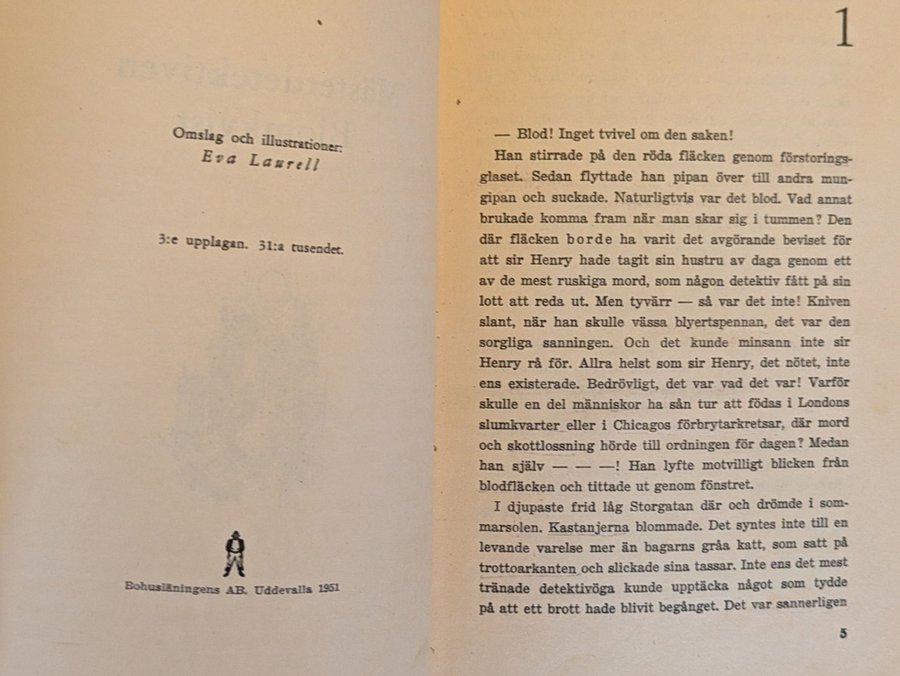 Omslag och illustrationer:
Eva Laurell
3:e upplagan. 31:a tusendet.
Bohusläningens AB. Uddevalla 1951
1
— Blod! Inget tvivel om den saken!
Han stirrade på den röda fläcken genom förstorings-
glaset. Sedan flyttade han pipan över till andra mun-
gipan och suckade. Naturligtvis var det blod. Vad annat
brukade komma fram när man skar sig i tummen? Den
där fläcken borde ha varit det avgörande beviset för
att sir Henry hade tagit sin hustru av daga genom ett
av de mest ruskiga mord, som någon detektiv fått på sin
lott att reda ut. Men tyvärr — så var det inte! Kniven
slant, när han skulle vässa blyertspennan, det var den
sorgliga sanningen. Och det kunde minsann inte sir
Henry rå för. Allra helst som sir Henry, det nötet, inte
ens existerade. Bedrövligt, det var vad det var! Varför
skulle en del människor ha sån tur att födas i Londons
slumkvarter eller i Chicagos förbrytarkretsar, där mord
och skottlossning hörde till ordningen för dagen? Medan
han själv — — —! Han lyfte motvilligt blicken från
blodfläcken och tittade ut genom fönstret.
I djupaste frid låg Storgatan där och drömde i som-
marsolen. Kastanjerna blommade. Det syntes inte till en
levande varelse mer än bagarns gråa katt, som satt på
trottoarkanten och slickade sina tassar. Inte ens det mest
tränade detektivöga kunde upptäcka något som tydde
på att ett brott hade blivit begånget. Det var sannerligen
5